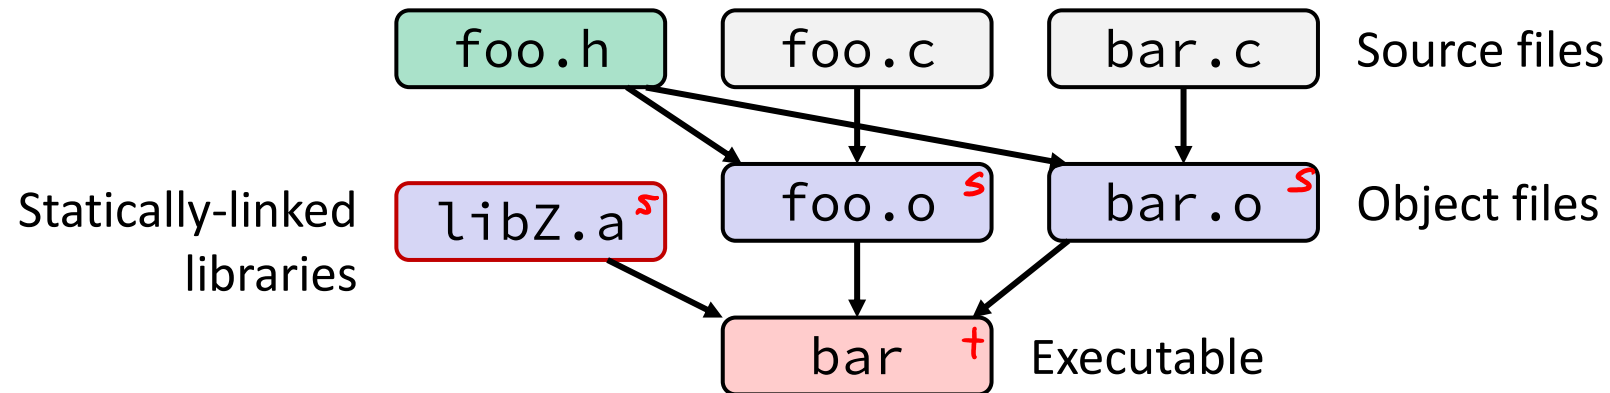 foo.h foo.c bar.c Source files
Statically-linked libZ.a s foo.o s bar.o s Object files
libraries
bar t Executable